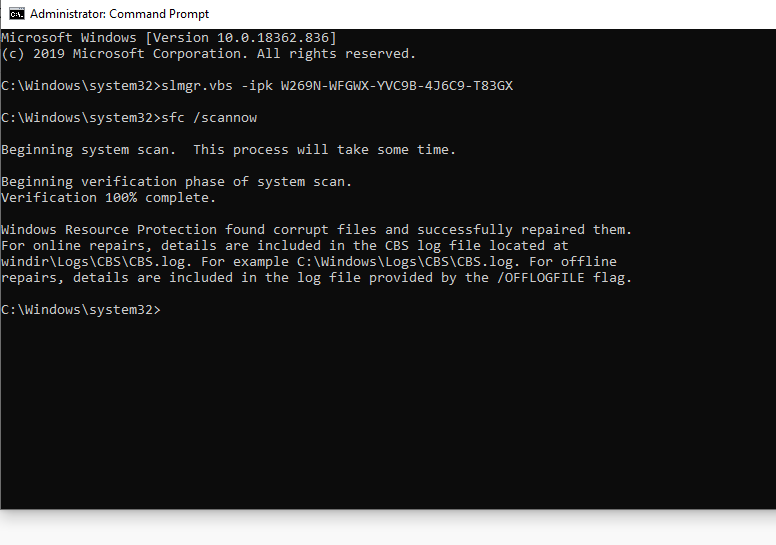 Administrator: Command Prompt
Microsoft Windows [Version 10.0.18362.836]
(c) 2019 Microsoft Corporation. All rights reserved.
C:\Windows\system32>slmgr.vbs -ipk W269N-WFGWX-YVC9B-4J6C9-T83GX
C:\Windows\system32>sfc /scannow
Beginning system scan.  This process will take some time.
Beginning verification phase of system scan.
Verification 100% complete.
Windows Resource Protection found corrupt files and successfully repaired them.
For online repairs, details are included in the CBS log file located at
windir\Logs\CBS\CBS.log. For example C:\Windows\Logs\CBS\CBS.log. For offline
repairs, details are included in the log file provided by the /OFFLOGFILE flag.
C:\Windows\system32>